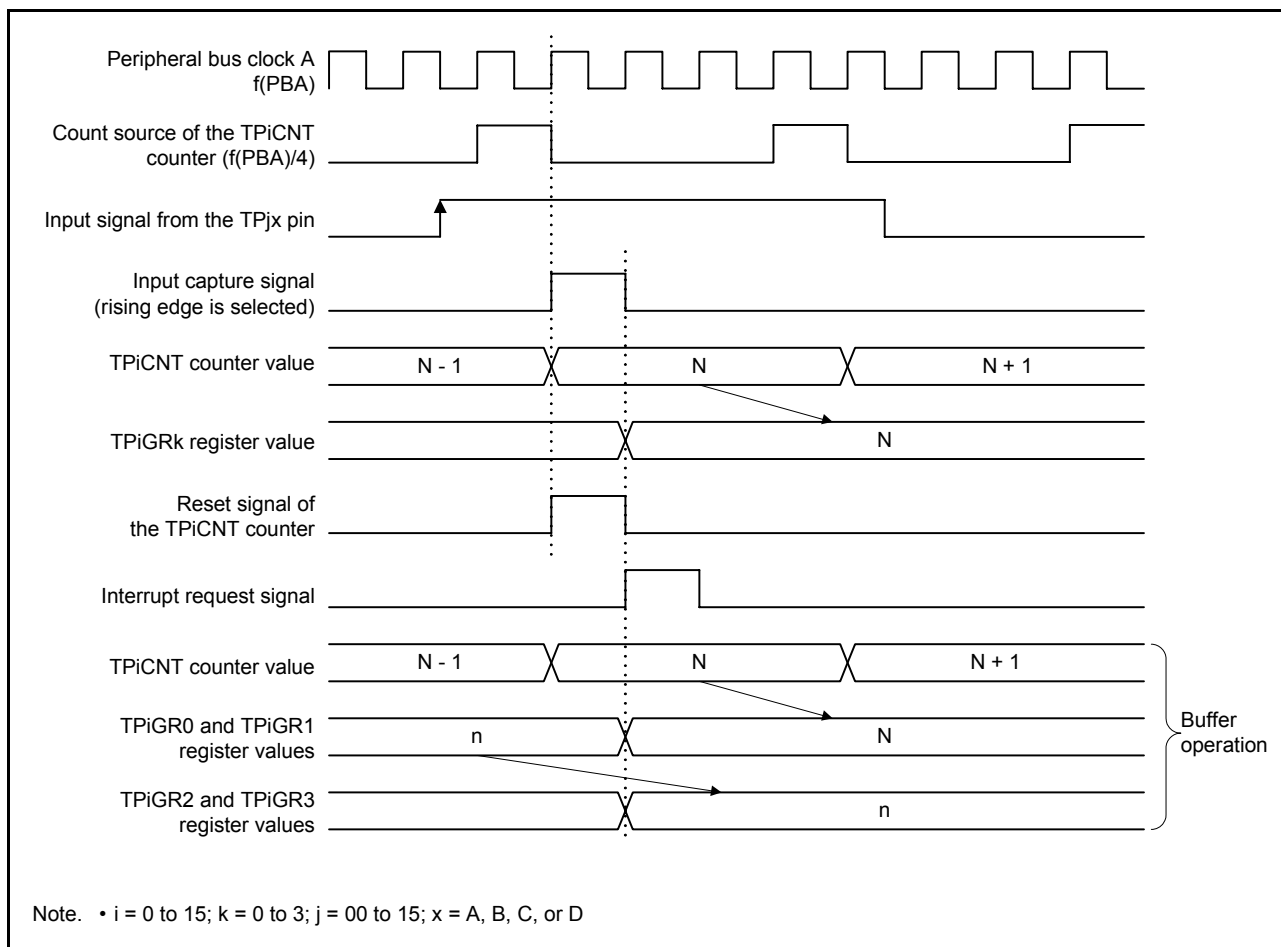 Peripheral bus clock A
f(PBA)
Count source of the TPiCNT
counter (f(PBA)/4)
Input signal from the TPjx pin
Input capture signal
(rising edge is selected)
TPiCNT counter value
N - 1
N
N + 1
TPiGRk register value
N
Reset signal of
the TPiCNT counter
Interrupt request signal
TPiCNT counter value
N - 1
N
N + 1
TPiGR0 and TPiGR1
register values
n
N
Buffer
operation
TPiGR2 and TPiGR3
register values
n
Note. • i = 0 to 15; k = 0 to 3; j = 00 to 15; x = A, B, C, or D